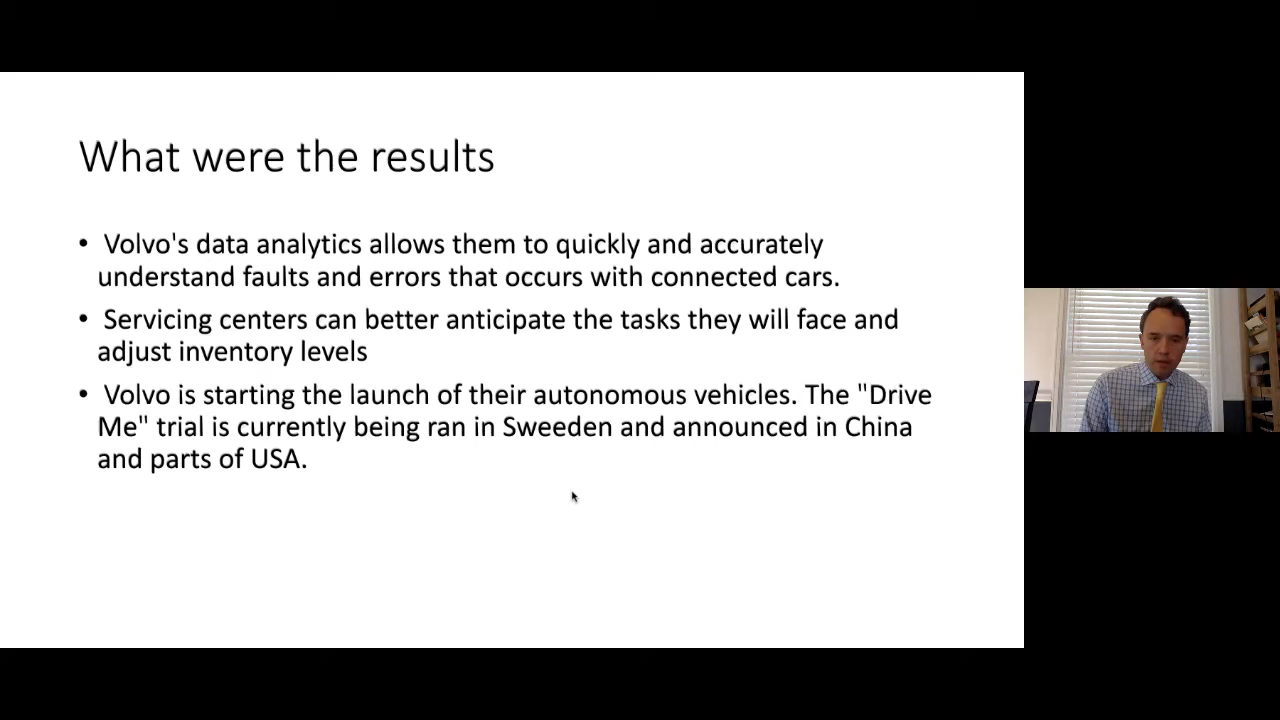 What were the results
• Volvo's data analytics allows them to quickly and accurately
understand faults and errors that occurs with connected cars.
• Servicing centers can better anticipate the tasks they will face and
adjust inventory levels
• Volvo is starting the launch of their autonomous vehicles. The "Drive
Me" trial is currently being ran in Sweeden and announced in China
and parts of USA.